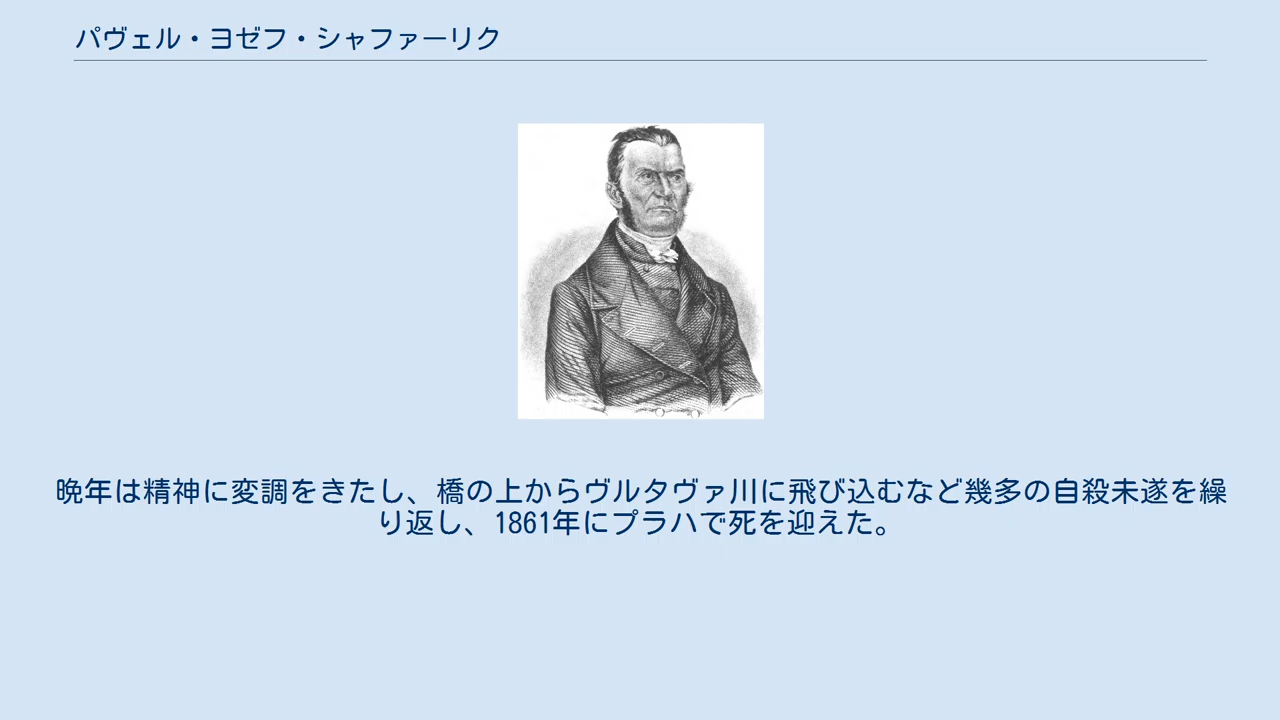 パヴェル・ヨゼフ・シャファーリク
晩年は精神に変調をきたし、橋の上からヴルタヴァ川に飛び込むなど幾多の自殺未遂を繰
り返し、1861年にプラハで死を迎えた。